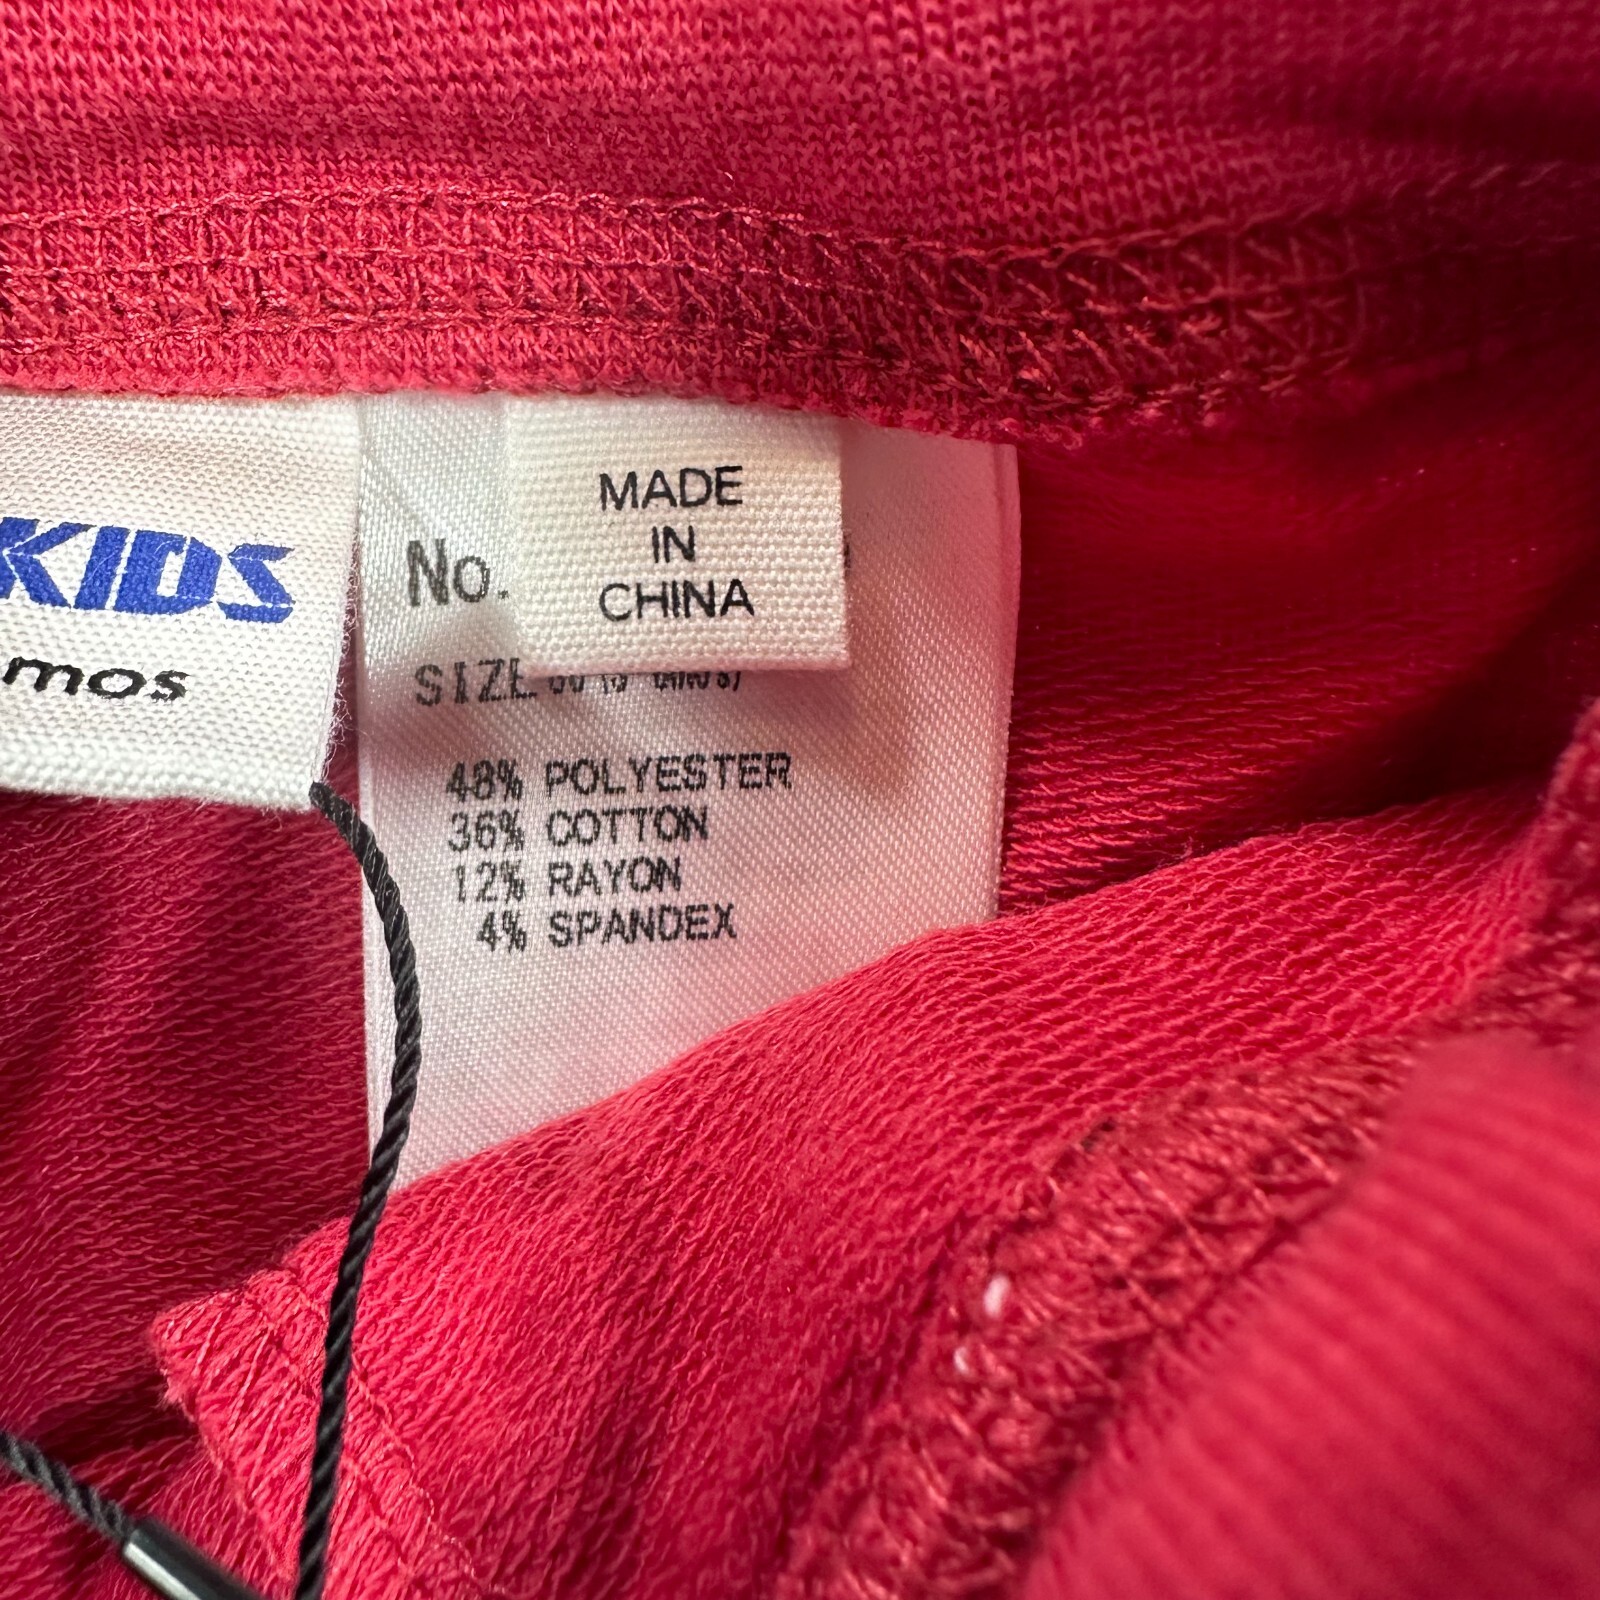 KIDS
mos
MADE
IN
CHINA
No.
SIZE
48% POLYESTER
36% COTTON
12% RAYON
4% SPANDEX